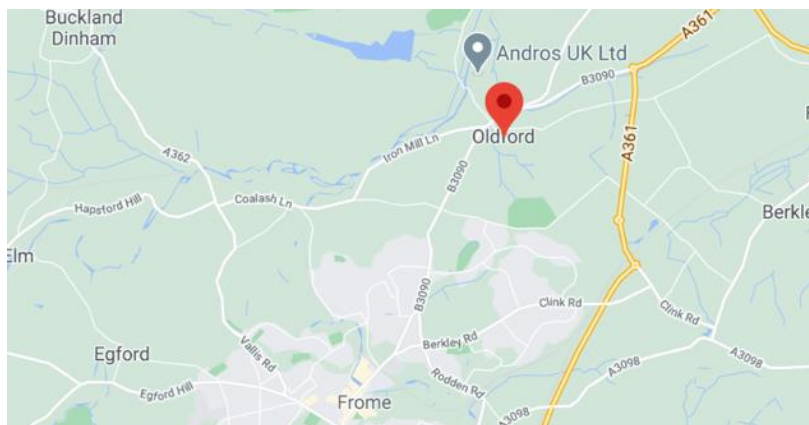 Buckland
Dinham
A361
Andros UK Ltd
B3090
Oldford
Iron Mill Ln
A361
A362
B3090
Hapsford Hill
Coalash Ln
Berkle
Elm
B3090
Clink Rd
Clink Rd
Egford
Vallis Rd
Berkley Rd
A3098
Egford Hill
Rodden Rd
A3098
Frome
A3098